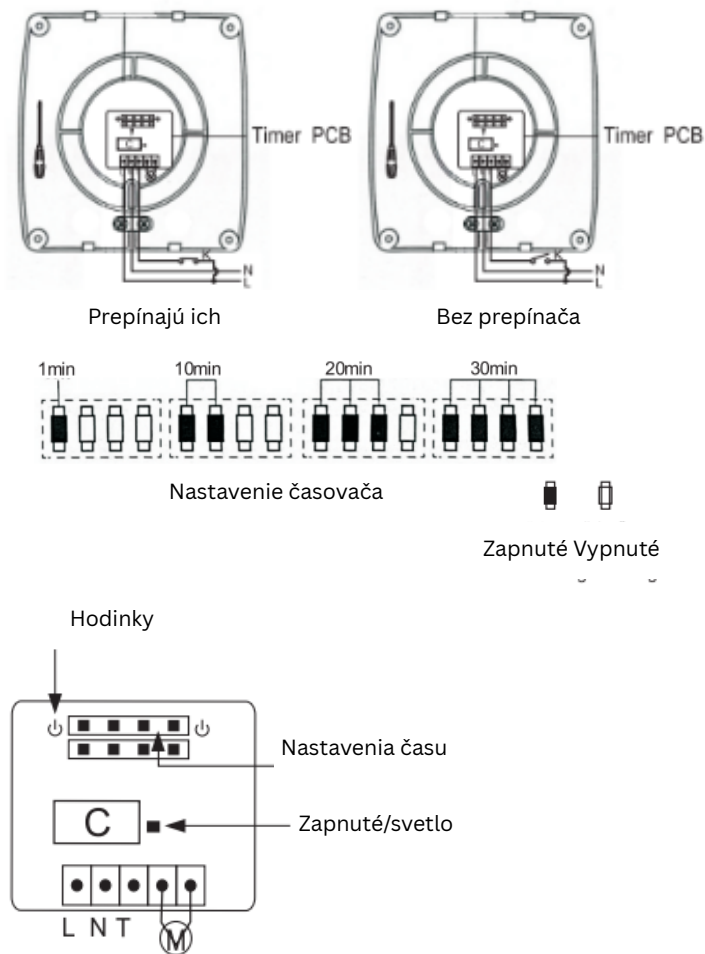 Timer PCB
Timer PCB
K
N
L
K
N
L
Prepínajú ich
Bez prepínača
1min
10min
20min
30min
Nastavenie časovača
Zapnuté Vypnuté
Hodinky
Nastavenia času
C
Zapnuté/svetlo
L N T
M